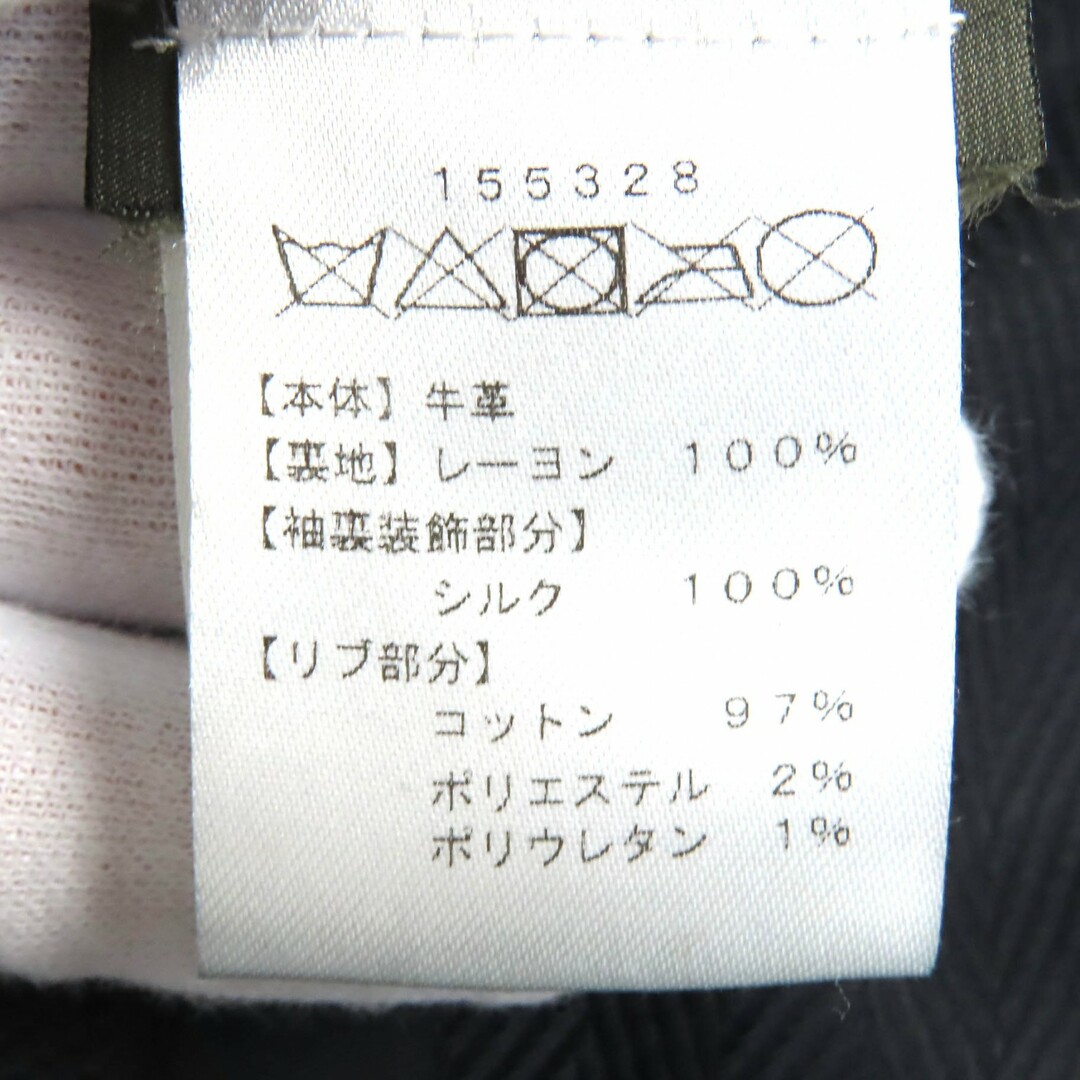 155328
【本体】牛革
【裏地】レーヨン 100%
【袖裏装飾部分】
シルク 100%
【リブ部分】
コットン 97%
ポリエステル 2%
ポリウレタン 1%